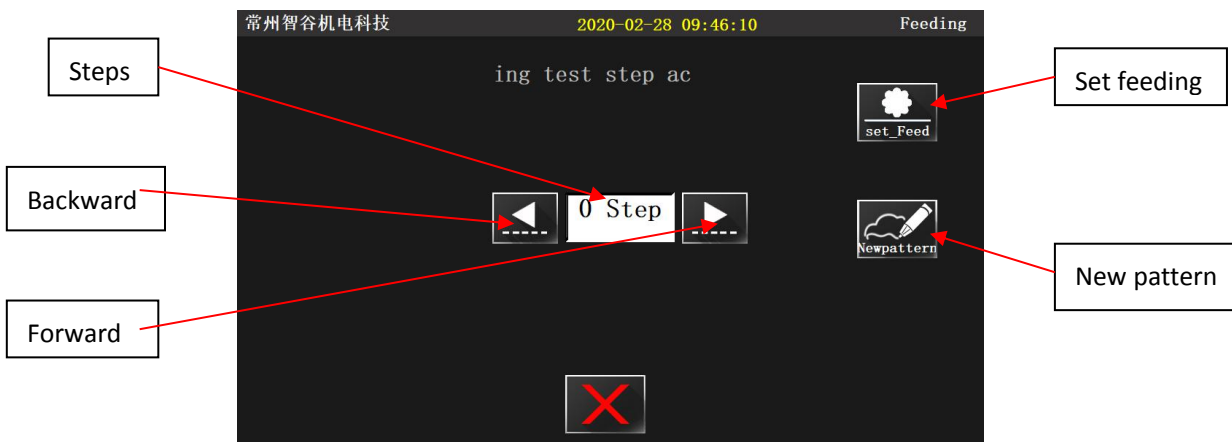 常州智谷机电科技 2020-02-28 09:46:10 Feeding
Steps
ing test step ac
Set feeding
set_Feed
Backward
0 Step
Newpattern
New pattern
Forward